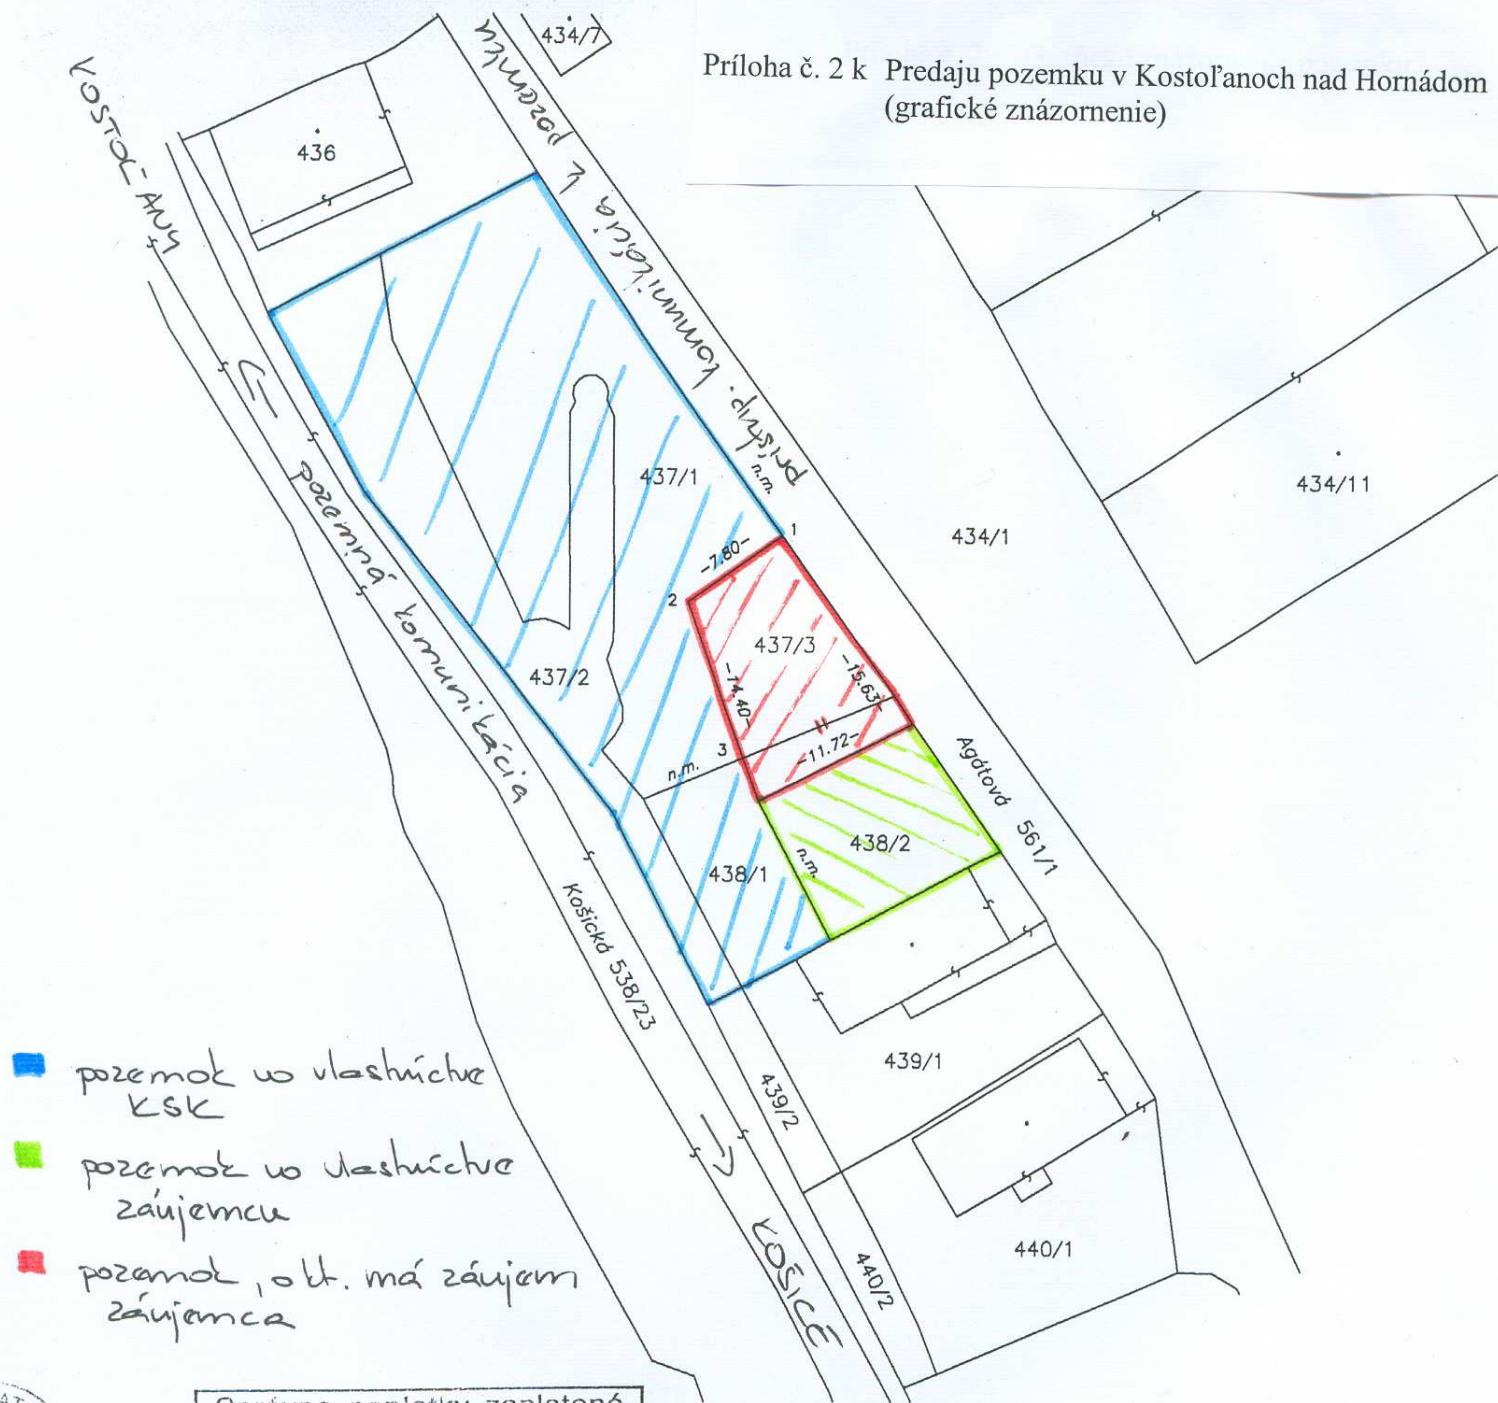 Príloha č. 2 k Predaju pozemku v Kostoľanoch nad Hornádom
(grafické znázornenie)
434/7
KOSTOĽANY
436
prístup. komunikácia k pozemku
437/1
n.m.
1
434/1
434/11
-7.80-
2
pozemná komunikácia
437/3
-15.63-
437/2
-14.40-
3
-11.72-
n.m.
Agátová 561/1
438/2
n.m.
438/1
Košická 538/23
439/1
439/2
440/1
440/2
KOŠICE
pozemok vo vlastníctve
KSK
pozemok vo vlastníctve
záujemcu
pozemok, o kt. má záujem
záujemca